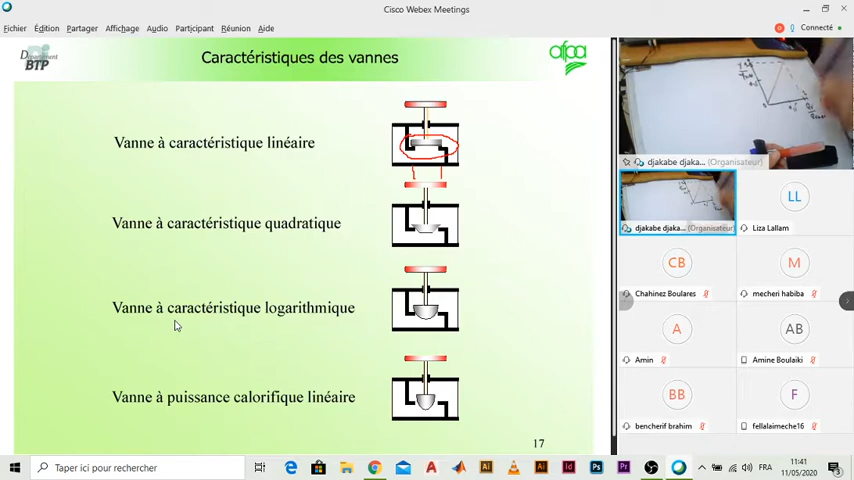 Cisco Webex Meetings
Fichier Edition Partager Affichage Audio Participant Réunion Aide
Connecté
Département
BTP
Caractéristiques des vannes
afpa
Vanne à caractéristique linéaire
Vanne à caractéristique quadratique
Vanne à caractéristique logarithmique
Vanne à puissance calorifique linéaire
17
djakabe djaka... (Organisateur)
djakabe djaka... (Organisateur)
LL
Liza Lallam
CB
Chahinez Boulares
M
mecheri habiba
A
Amin
AB
Amine Boulaiki
BB
bencherif brahim
F
fellalaimeche16
Taper ici pour rechercher
FRA
11:41
11/05/2020
3